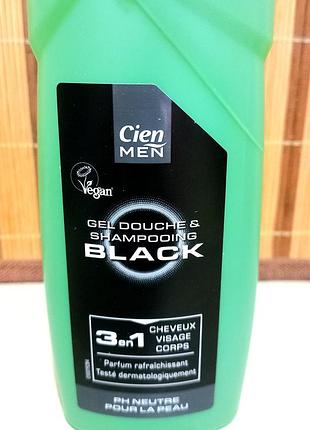 Cien
MEN
Vegan
GEL DOUCHE &
SHAMPOOING
BLACK
3en1
CHEVEUX
VISAGE
CORPS
Parfum rafraîchissant
Testé dermatologiquement
PH NEUTRE
POUR LA PEAU